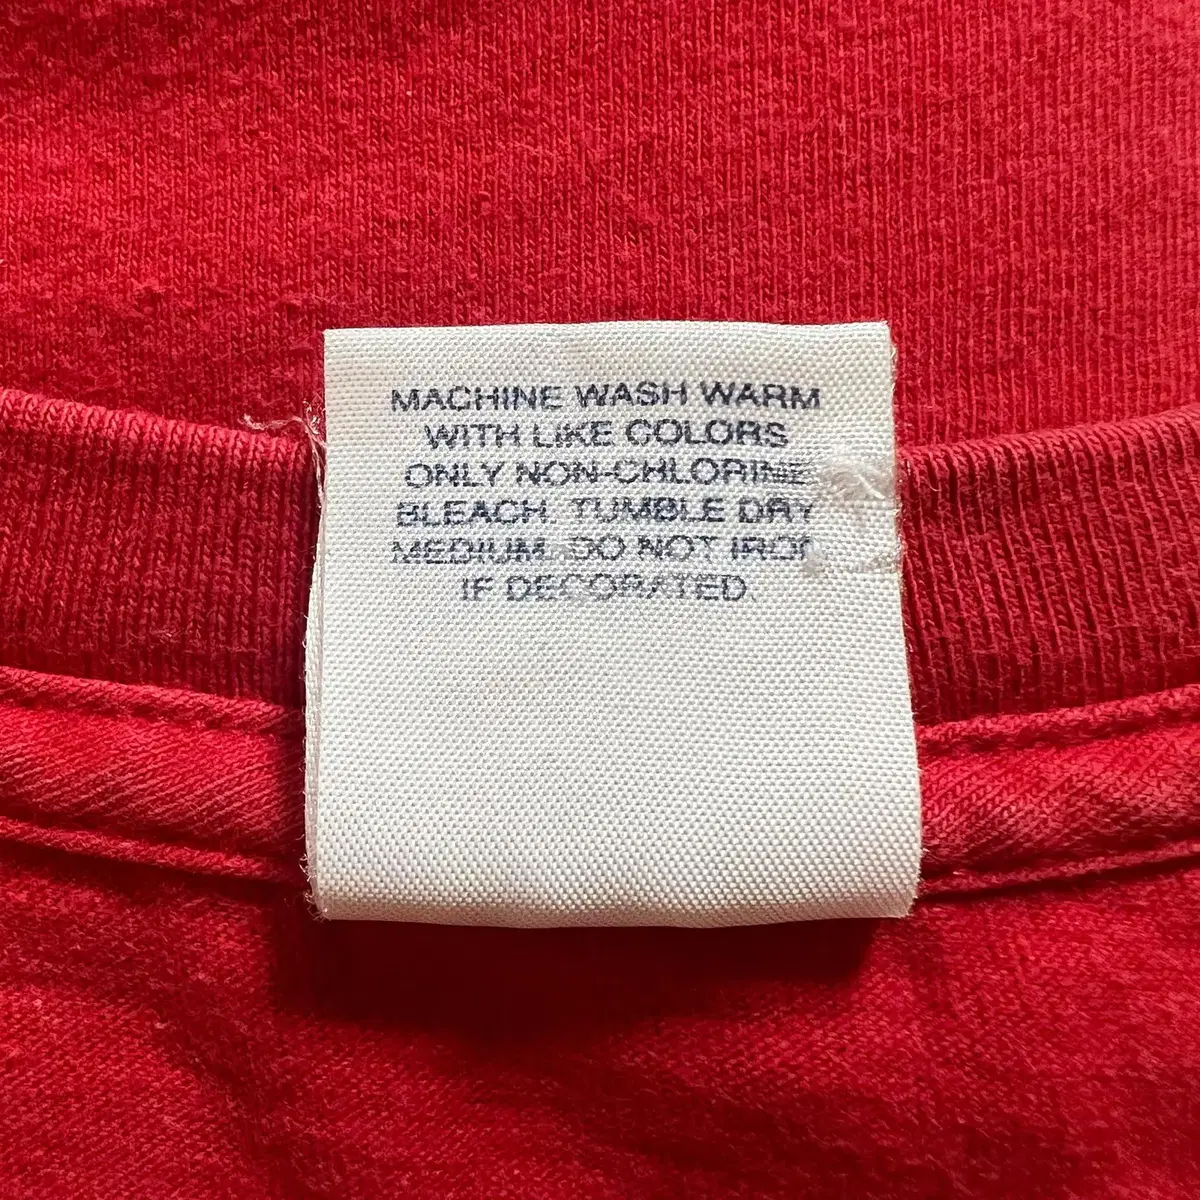 MACHINE WASH WARM
WITH LIKE COLORS
ONLY NON-CHLORINE
BLEACH. TUMBLE DRY
MEDIUM. DO NOT IRON
IF DECORATED